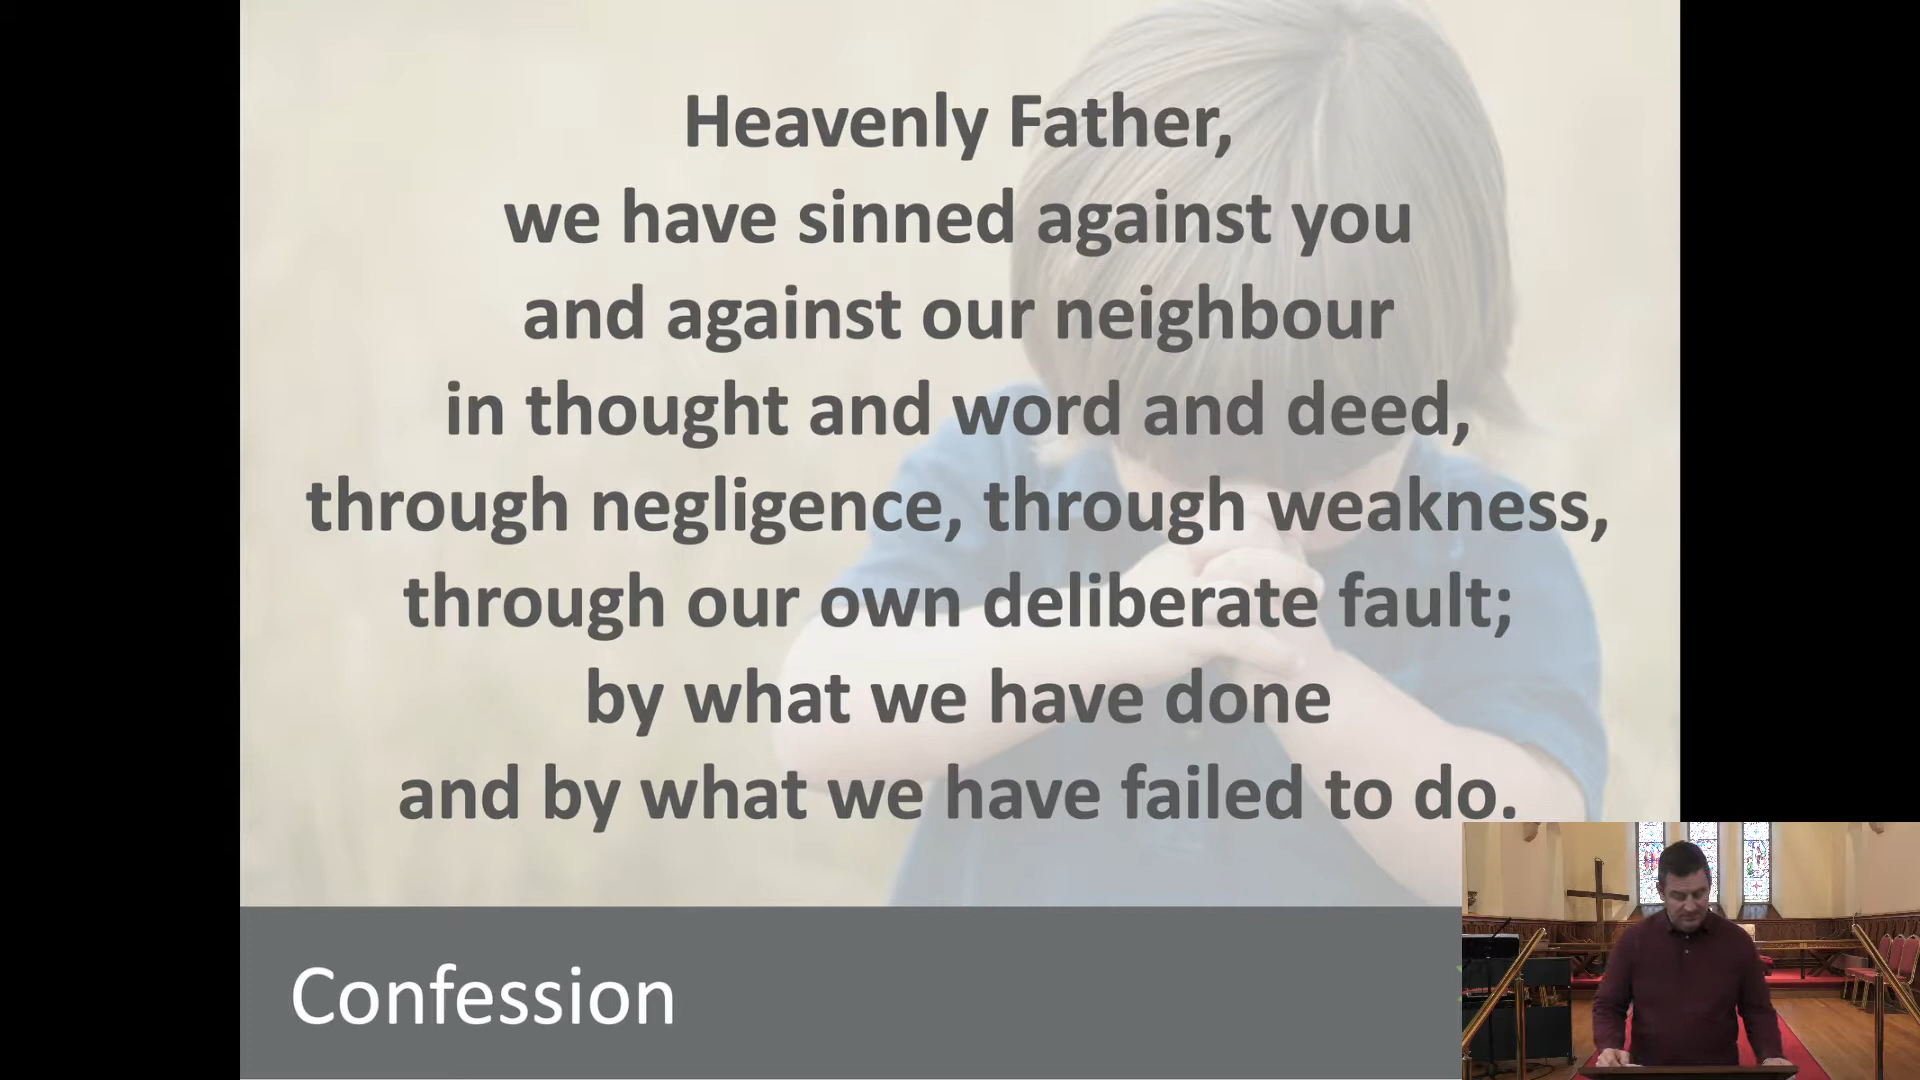 Heavenly Father,
we have sinned against you
and against our neighbour
in thought and word and deed,
through negligence, through weakness,
through our own deliberate fault;
by what we have done
and by what we have failed to do.
Confession